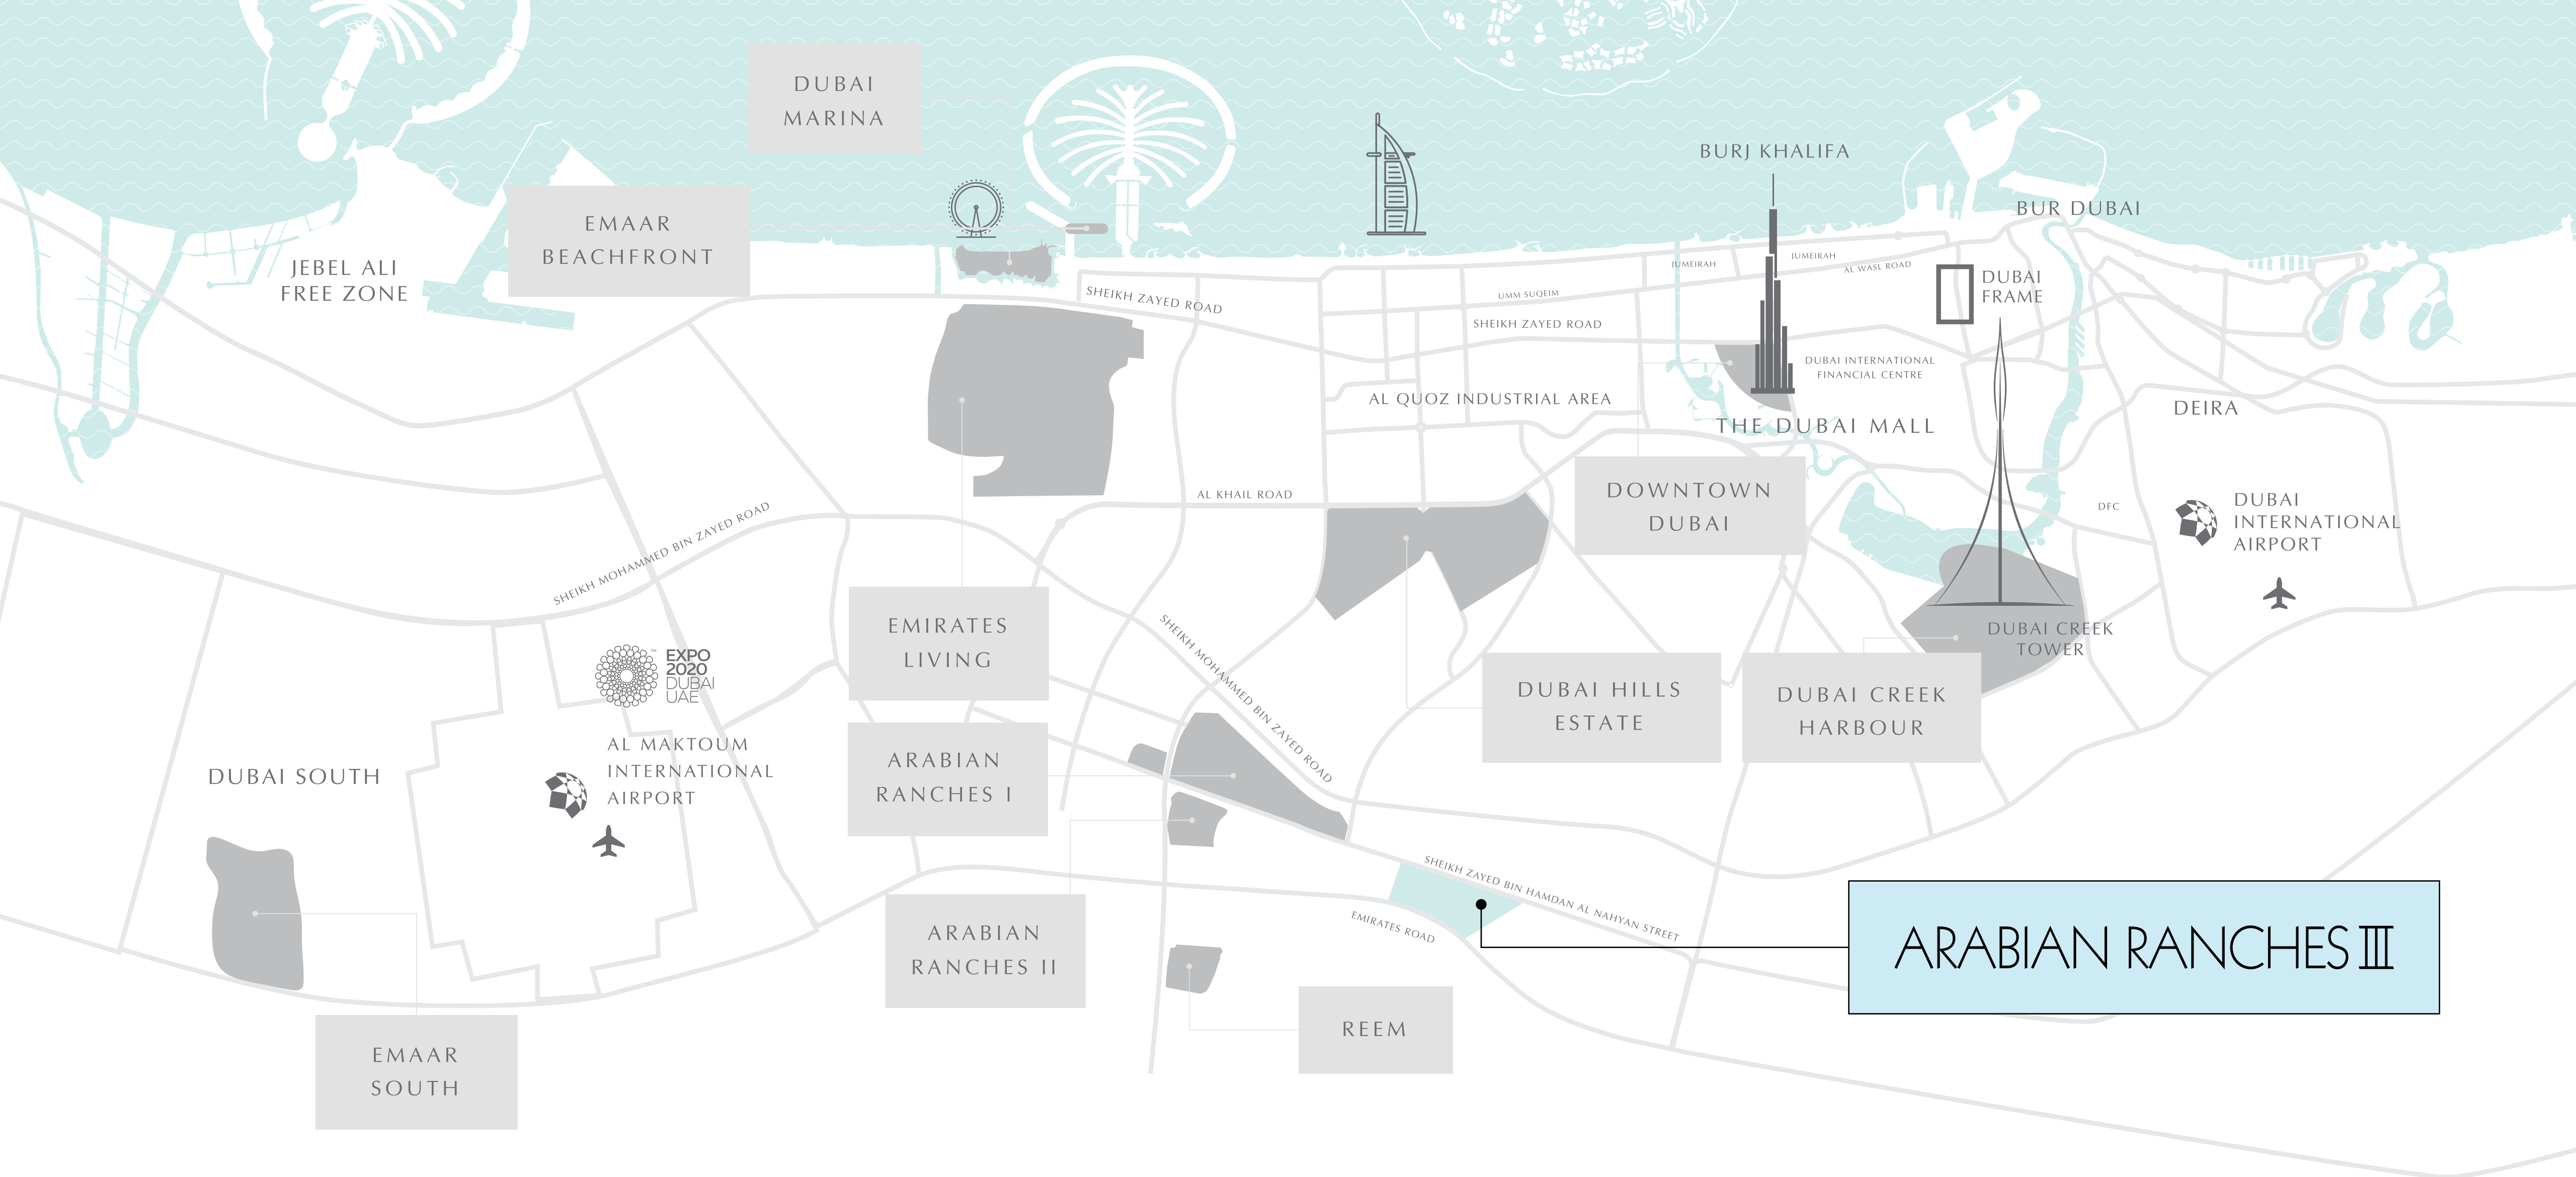 DUBAI
MARINA
EMAAR
BEACHFRONT
JEBEL ALI
FREE ZONE
BURJ KHALIFA
BUR DUBAI
JUMEIRAH
JUMEIRAH
AL WASL ROAD
DUBAI
FRAME
SHEIKH ZAYED ROAD
UMM SUQEIM
SHEIKH ZAYED ROAD
DUBAI INTERNATIONAL
FINANCIAL CENTRE
AL QUOZ INDUSTRIAL AREA
THE DUBAI MALL
DEIRA
AL KHAIL ROAD
DOWNTOWN
DUBAI
DFC
DUBAI
INTERNATIONAL
AIRPORT
SHEIKH MOHAMMED BIN ZAYED ROAD
EMIRATES
LIVING
SHEIKH MOHAMMED BIN ZAYED ROAD
DUBAI CREEK
TOWER
EXPO
2020
DUBAI
UAE
™
DUBAI HILLS
ESTATE
DUBAI CREEK
HARBOUR
AL MAKTOUM
INTERNATIONAL
AIRPORT
DUBAI SOUTH
ARABIAN
RANCHES I
SHEIKH ZAYED BIN HAMDAN AL NAHYAN STREET
EMIRATES ROAD
ARABIAN
RANCHES II
ARABIAN RANCHES III
REEM
EMAAR
SOUTH